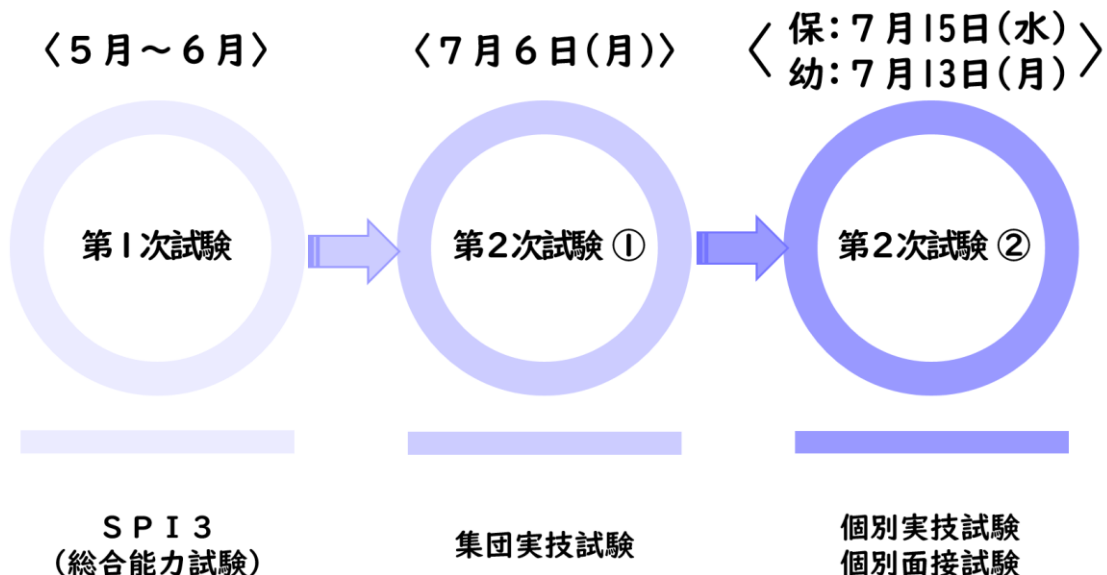 〈５月～６月〉
〈７月６日(月)〉
保:７月15日(水)
幼:７月13日(月)
第１次試験
第２次試験 ①
第２次試験 ②
ＳＰＩ３
(総合能力試験)
集団実技試験
個別実技試験
個別面接試験